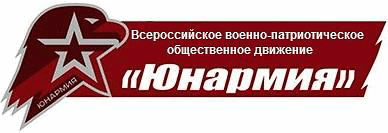 Всероссийское военно-патриотическое
общественное движение
«Юнармия»
ЮНАРМИЯ